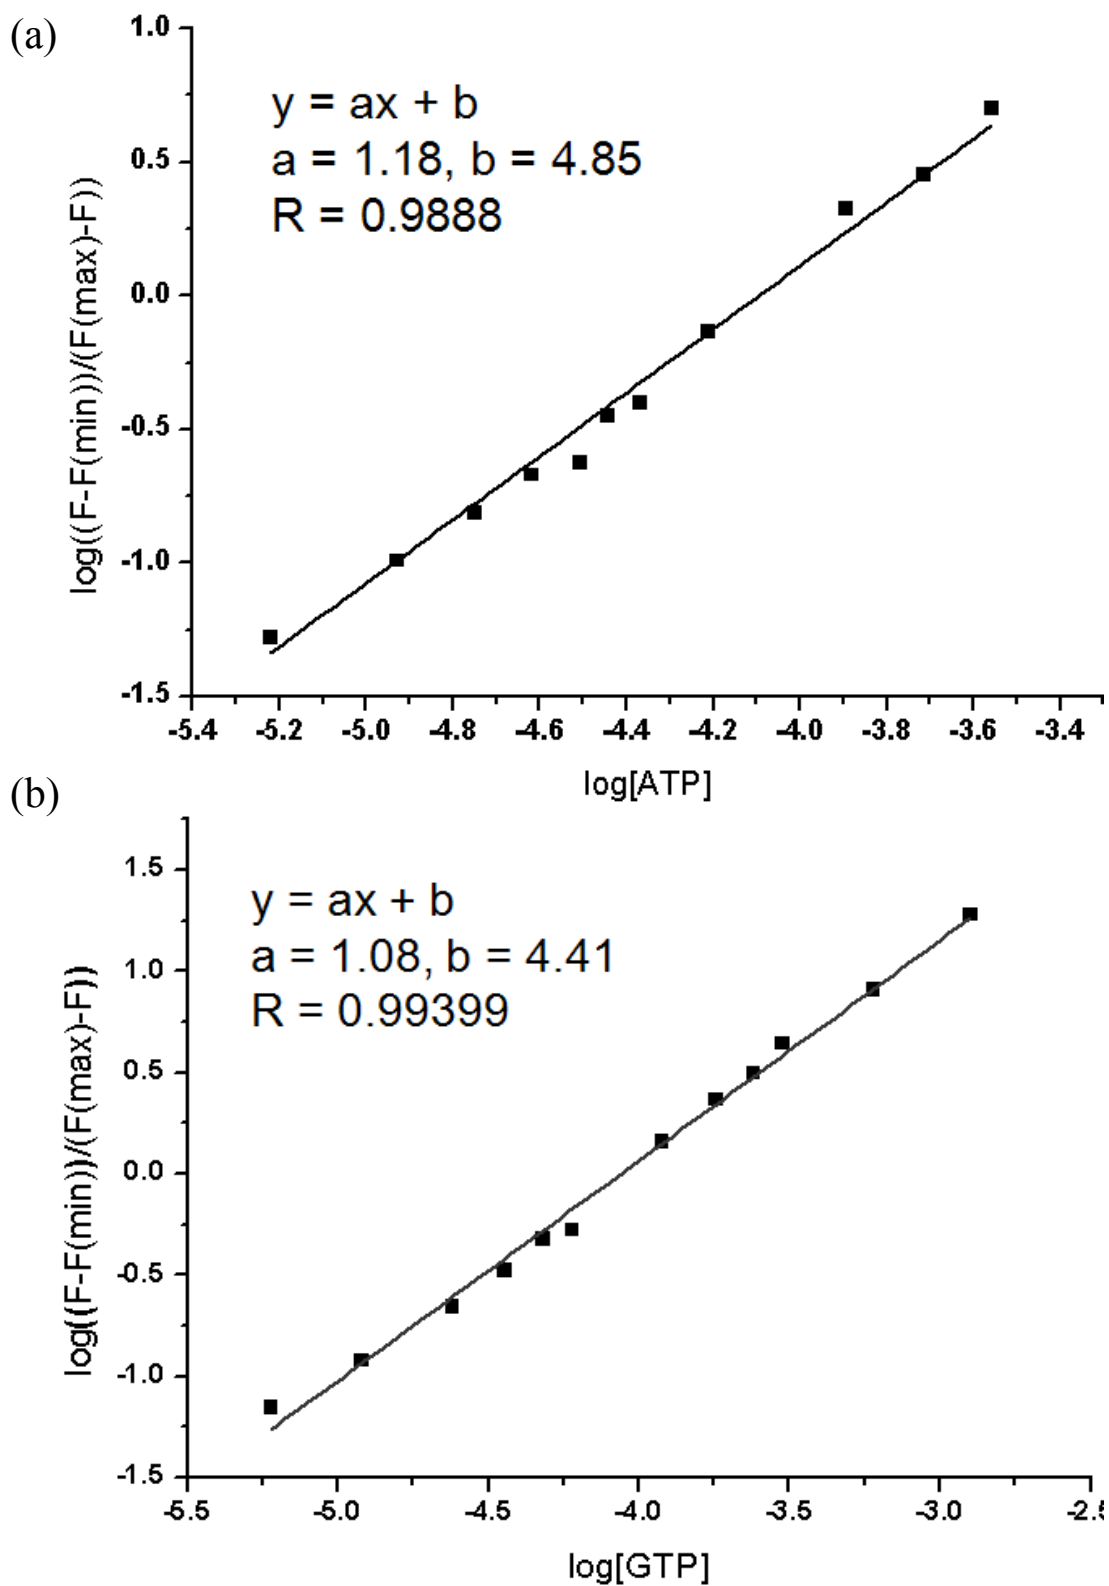 (a)
1.0
0.5
0.0
-0.5
-1.0
-1.5
log((F-F(min))/(F(max)-F))
y = ax + b
a = 1.18, b = 4.85
R = 0.9888
-5.4 -5.2 -5.0 -4.8 -4.6 -4.4 -4.2 -4.0 -3.8 -3.6 -3.4
log[ATP]
(b)
1.5
1.0
0.5
0.0
-0.5
-1.0
-1.5
log((F-F(min))/(F(max)-F))
y = ax + b
a = 1.08, b = 4.41
R = 0.99399
-5.5 -5.0 -4.5 -4.0 -3.5 -3.0 -2.5
log[GTP]